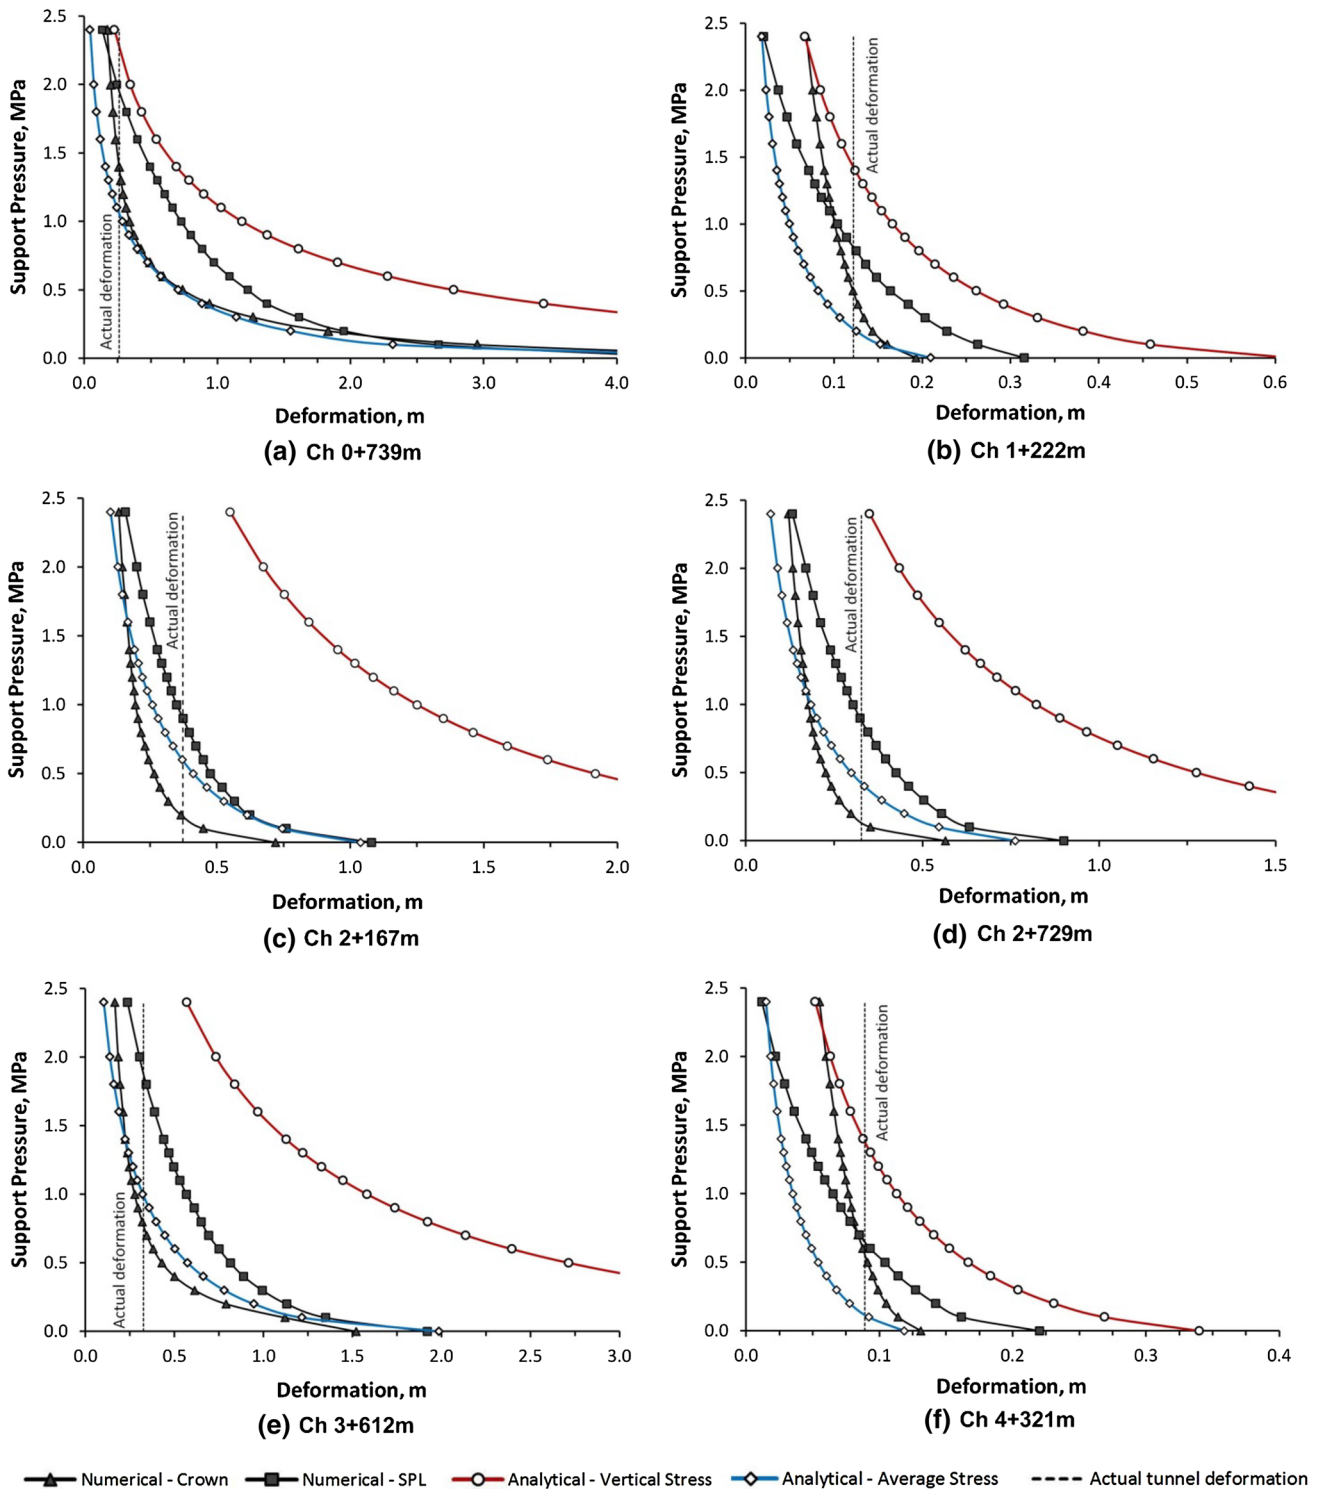 2.5
2.0
1.5
1.0
0.5
0.0
Support Pressure, MPa
Actual deformation
0.0 1.0 2.0 3.0 4.0
Deformation, m
(a) Ch 0+739m
2.5
2.0
1.5
1.0
0.5
0.0
Support Pressure, MPa
Actual deformation
0.0 0.1 0.2 0.3 0.4 0.5 0.6
Deformation, m
(b) Ch 1+222m
2.5
2.0
1.5
1.0
0.5
0.0
Support Pressure, MPa
Actual deformation
0.0 0.5 1.0 1.5 2.0
Deformation, m
(c) Ch 2+167m
2.5
2.0
1.5
1.0
0.5
0.0
Support Pressure, MPa
Actual deformation
0.0 0.5 1.0 1.5
Deformation, m
(d) Ch 2+729m
2.5
2.0
1.5
1.0
0.5
0.0
Support Pressure, MPa
Actual deformation
0.0 0.5 1.0 1.5 2.0 2.5 3.0
Deformation, m
(e) Ch 3+612m
2.5
2.0
1.5
1.0
0.5
0.0
Support Pressure, MPa
Actual deformation
0.0 0.1 0.2 0.3 0.4
Deformation, m
(f) Ch 4+321m
Numerical - Crown Numerical - SPL Analytical - Vertical Stress Analytical - Average Stress Actual tunnel deformation